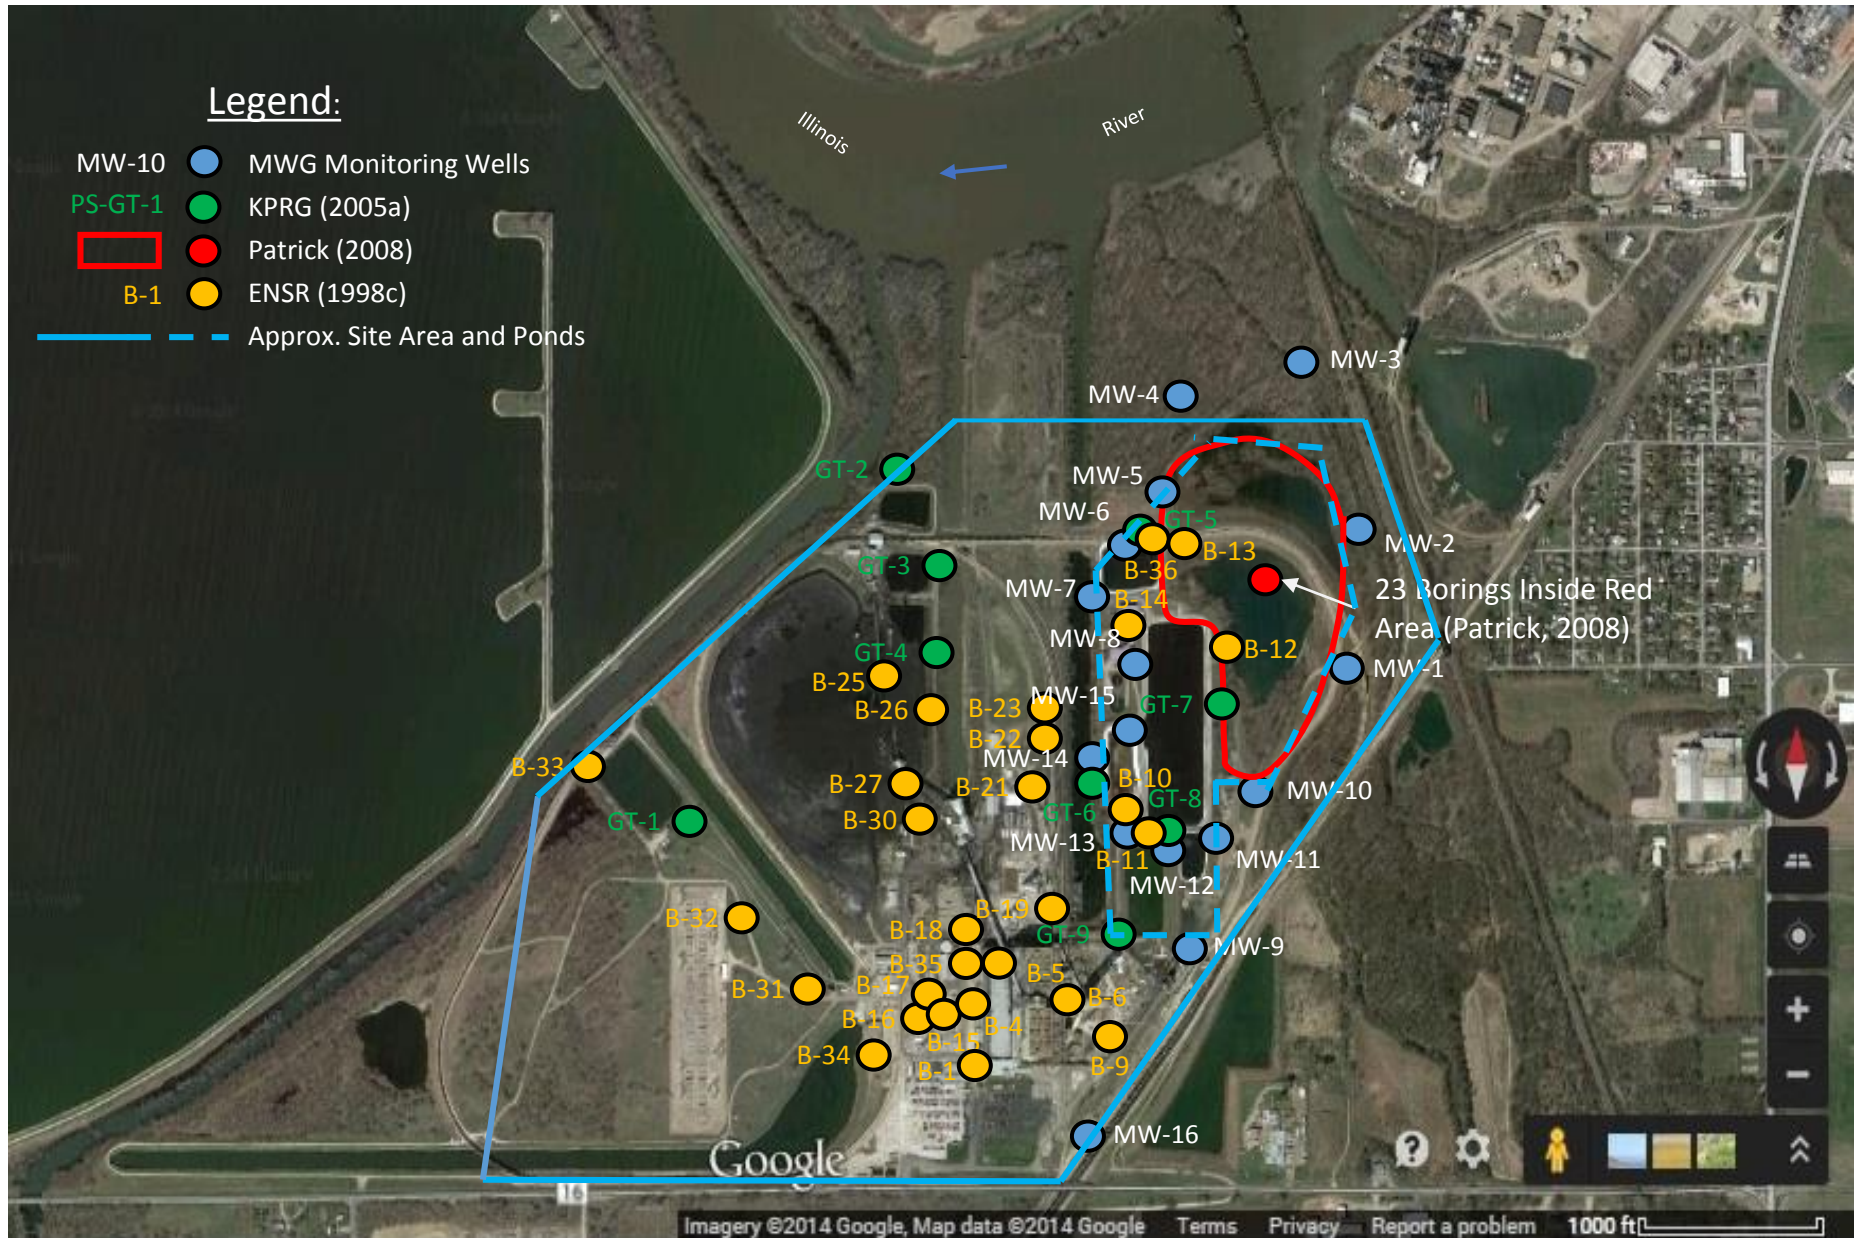 Legend:
MW-10 MWG Monitoring Wells
PS-GT-1 KPRG (2005a)
Patrick (2008)
B-1 ENSR (1998c)
Approx. Site Area and Ponds
Illinois
River
MW-3
MW-4
GT-2
MW-5
MW-6
GT-5
MW-2
B-13
GT-3
B-36
MW-7
B-14
23 Borings Inside Red
Area (Patrick, 2008)
MW-8
GT-4
B-12
MW-1
B-25
MW-15
B-26
B-23
GT-7
B-22
MW-14
B-33
B-27
B-21
B-10
MW-10
GT-8
GT-6
B-30
GT-1
MW-13
B-11
MW-11
MW-12
B-19
B-32
B-18
GT-9
MW-9
B-35
B-5
B-17
B-31
B-6
B-16
B-4
B-15
B-34
B-1
B-9
MW-16
Google
16
Imagery ©2014 Google, Map data ©2014 Google Terms Privacy Report a problem 1000 ft